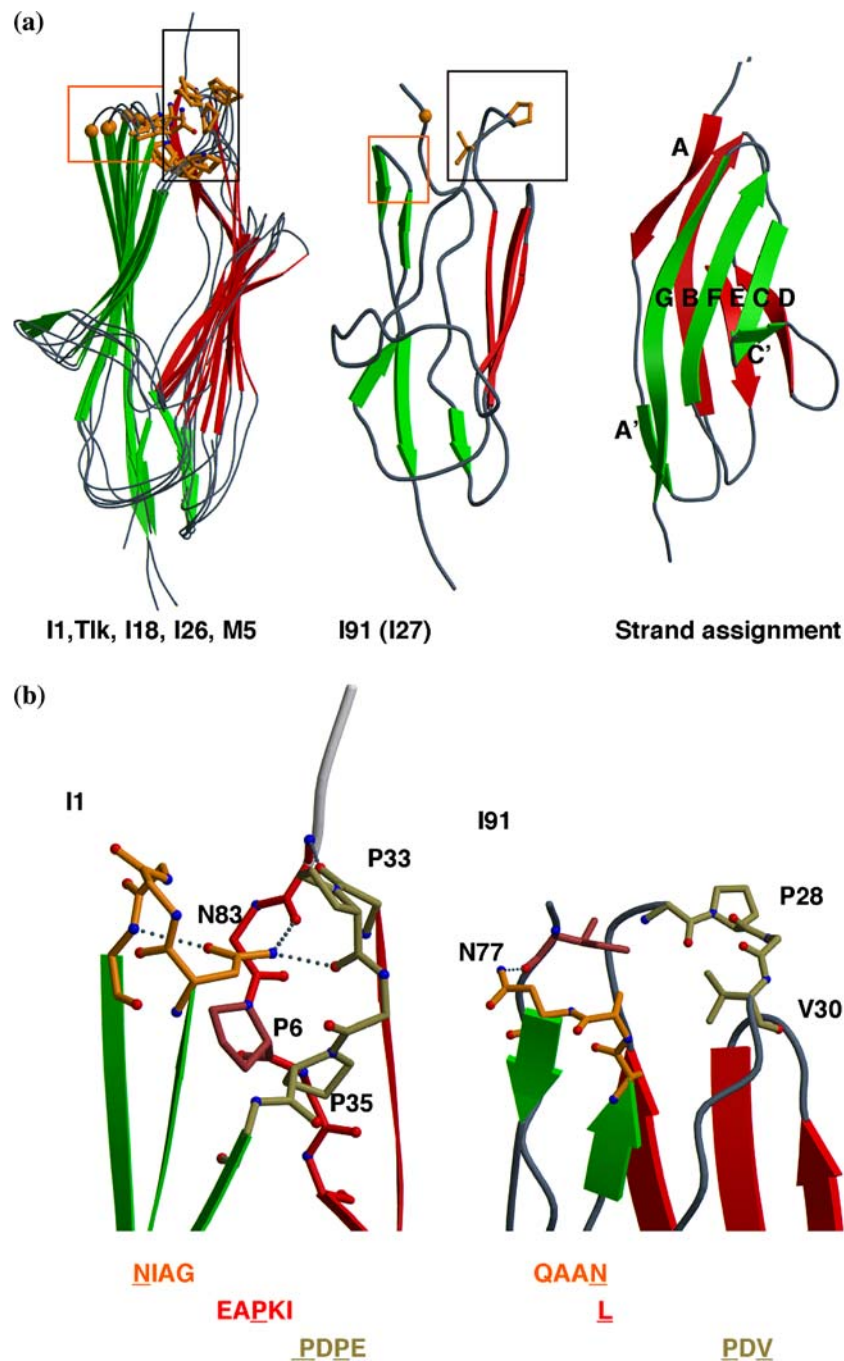 (a)
A
G B F E C D
C'
A'
I1,Tlk, I18, I26, M5
I91 (I27)
Strand assignment
(b)
I1
I91
P33
N83
P28
N77
P6
V30
P35
NIAG
QAAN
EAPKI
L
PDPE
PDV